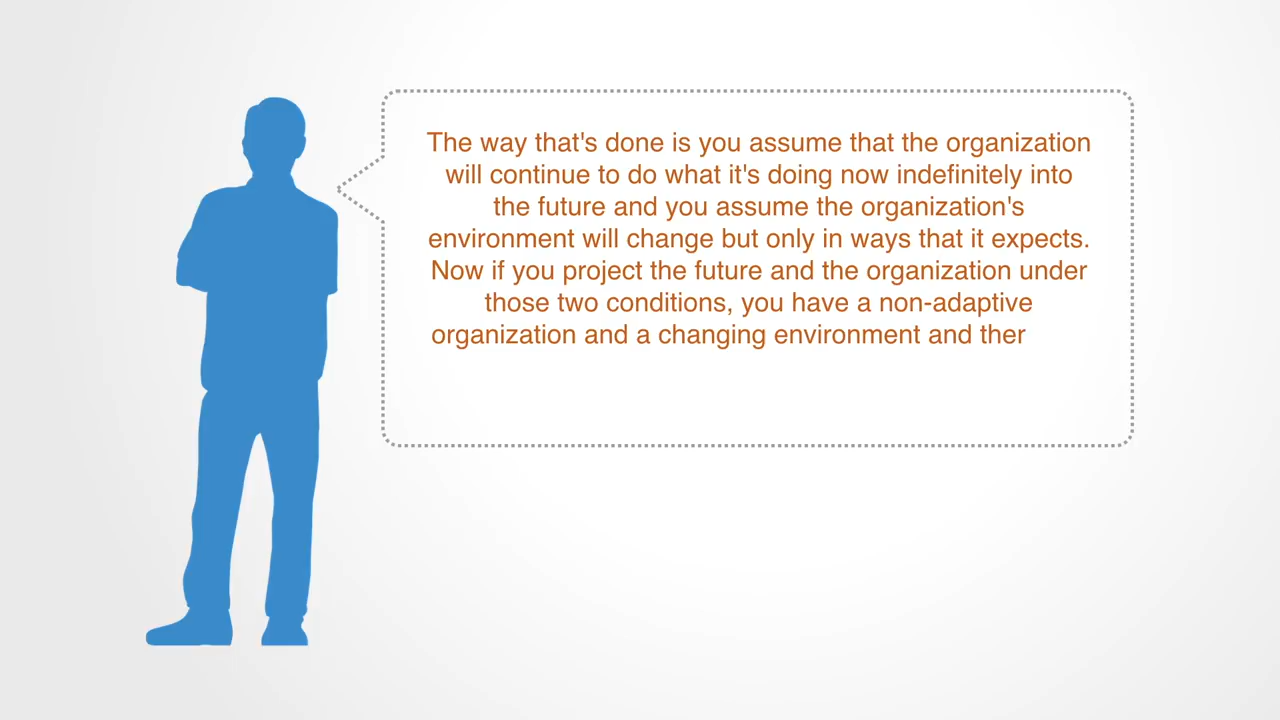 The way that's done is you assume that the organization
will continue to do what it's doing now indefinitely into
the future and you assume the organization's
environment will change but only in ways that it expects.
Now if you project the future and the organization under
those two conditions, you have a non-adaptive
organization and a changing environment and ther